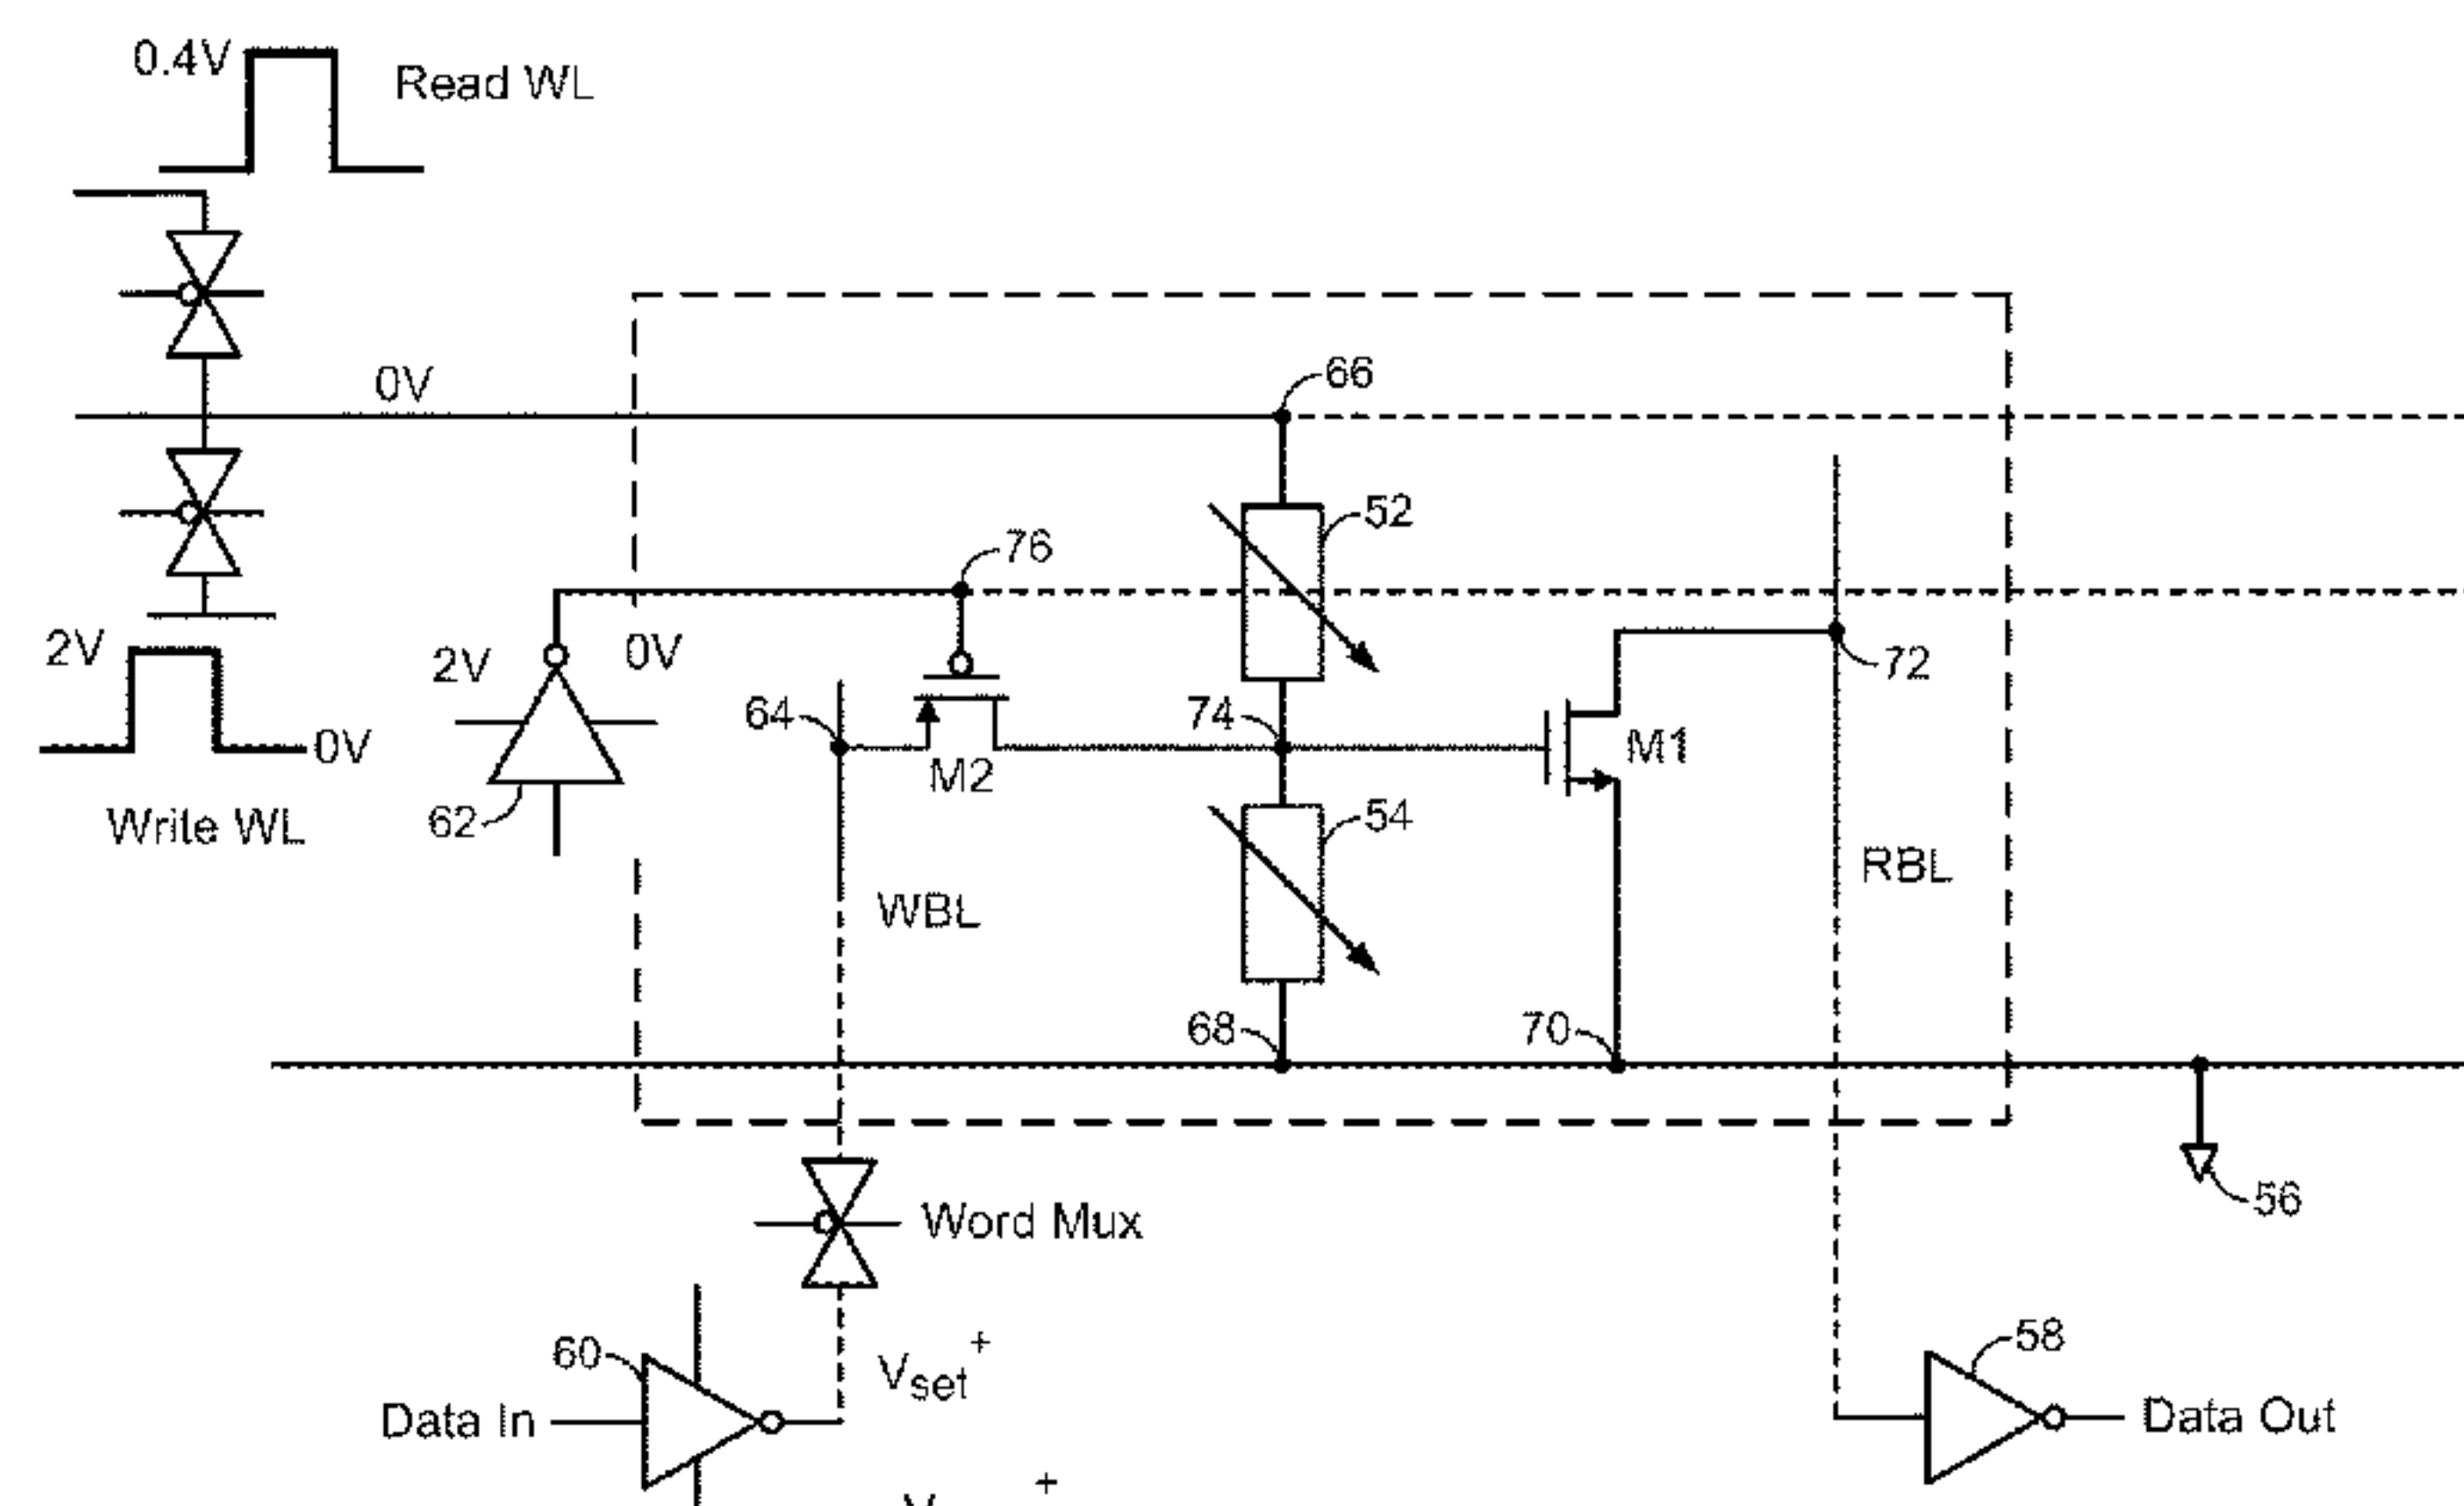 0.4V
Read WL
0V
66
52
76
2V
2V
0V
64
74
72
M1
0V
M2
62
54
Write WL
RBL
WBL
68
70
56
Word Mux
60
Vset+
58
Data In
Data Out
+